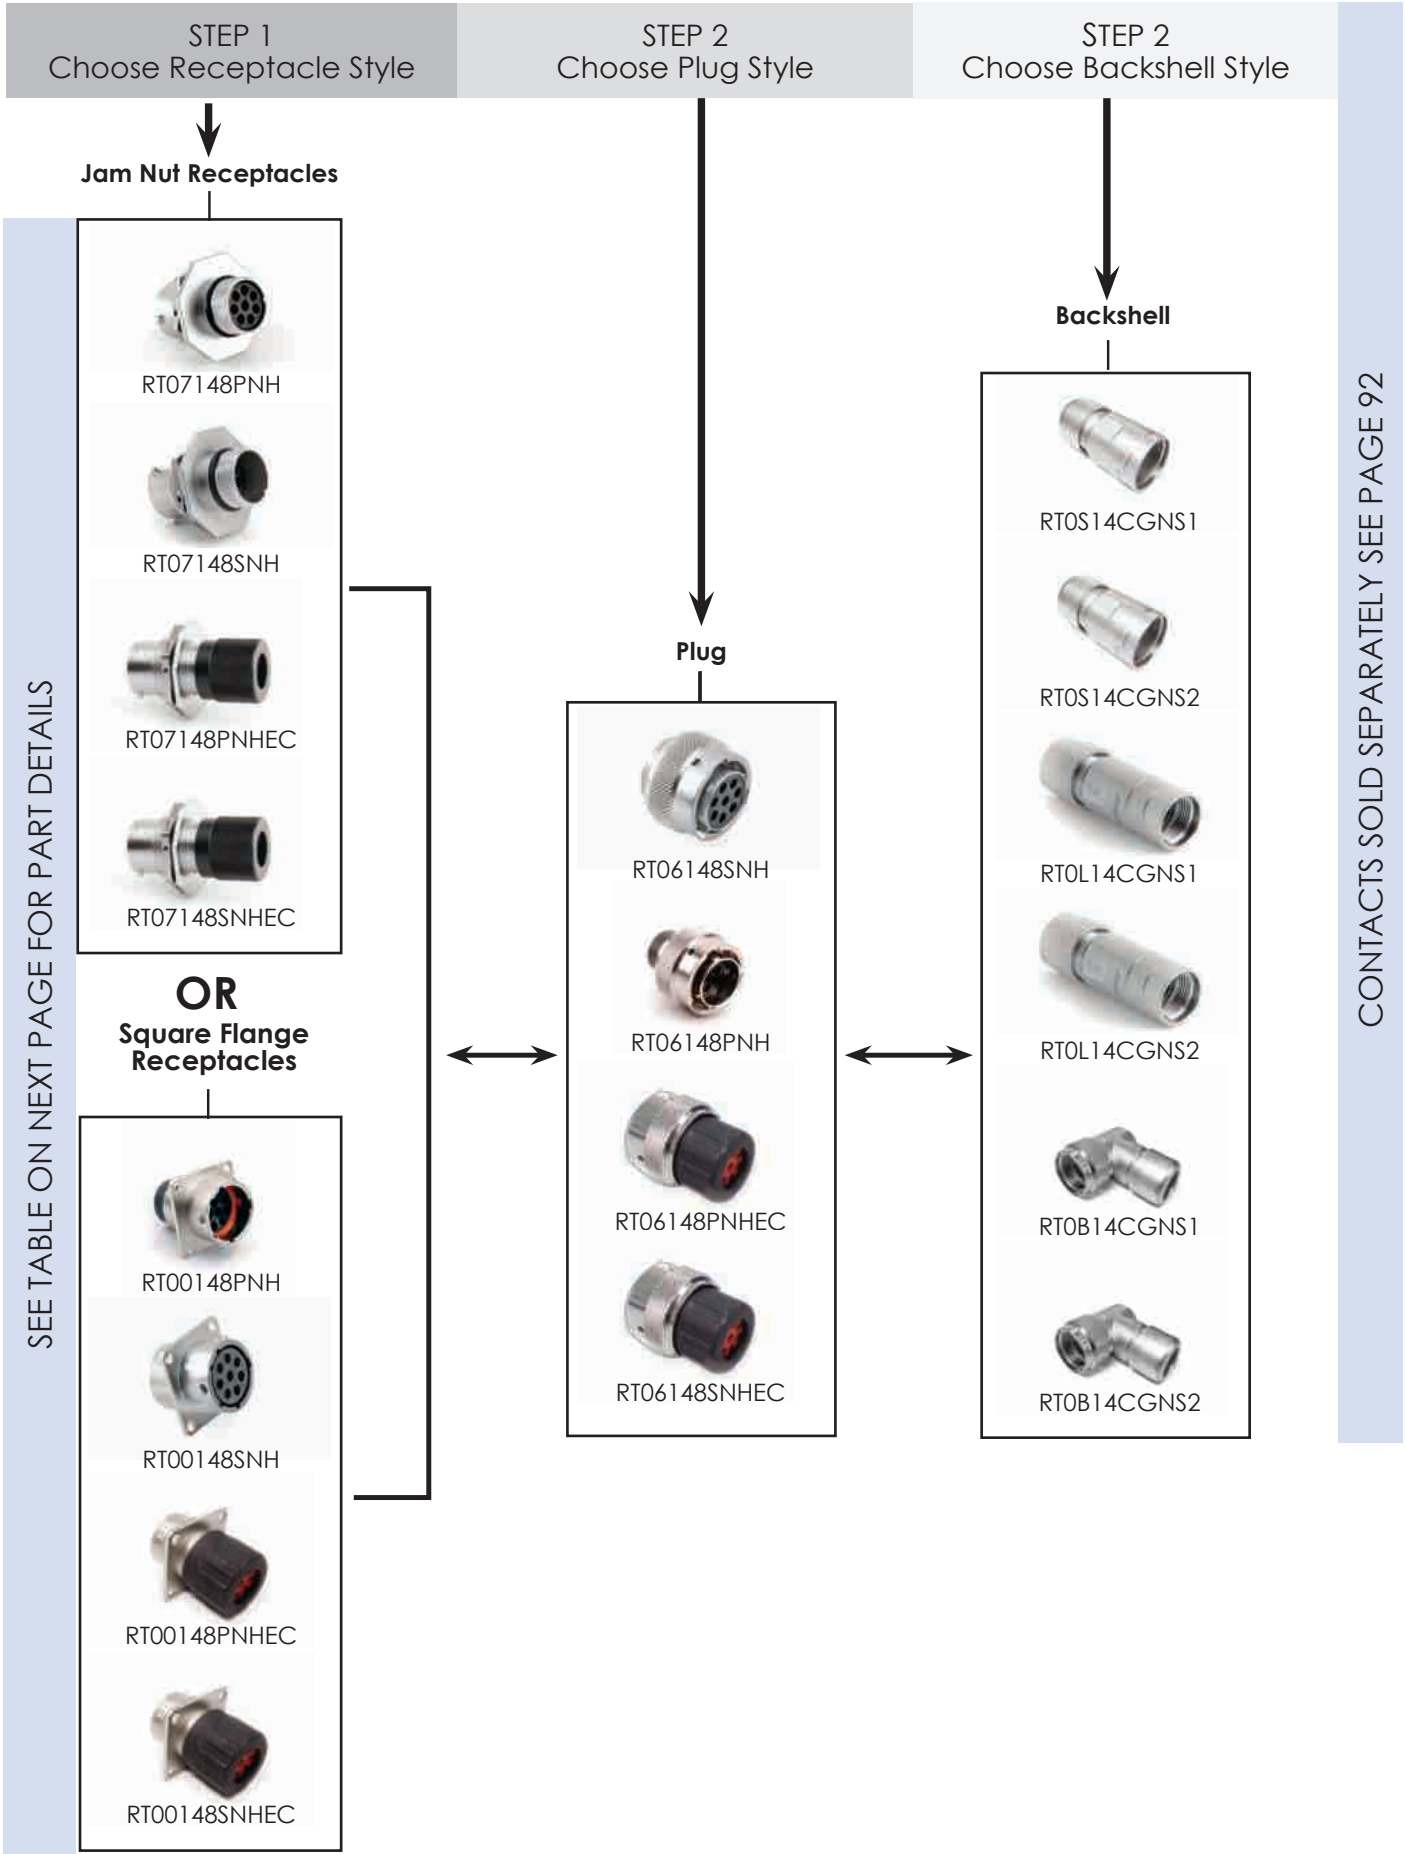 STEP 1
Choose Receptacle Style
STEP 2
Choose Plug Style
STEP 2
Choose Backshell Style
Jam Nut Receptacles
RT07148PNH
RT07148SNH
RT07148PNHEC
RT07148SNHEC
OR
Square Flange
Receptacles
RT00148PNH
RT00148SNH
RT00148PNHEC
RT00148SNHEC
Plug
RT06148SNH
RT06148PNH
RT06148PNHEC
RT06148SNHEC
Backshell
RT0S14CGNS1
RT0S14CGNS2
RT0L14CGNS1
RT0L14CGNS2
RT0B14CGNS1
RT0B14CGNS2
SEE TABLE ON NEXT PAGE FOR PART DETAILS
CONTACTS SOLD SEPARATELY SEE PAGE 92